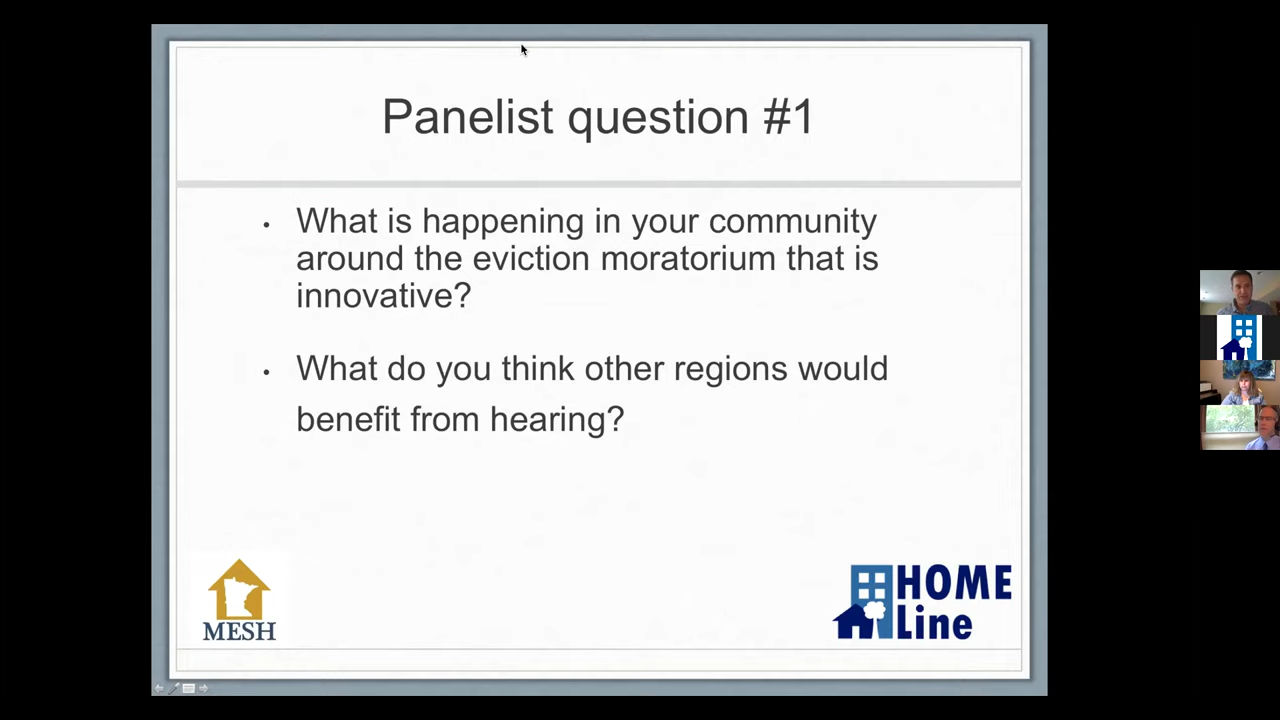 Panelist question #1
• What is happening in your community
around the eviction moratorium that is
innovative?
• What do you think other regions would
benefit from hearing?
MESH
HOME
Line